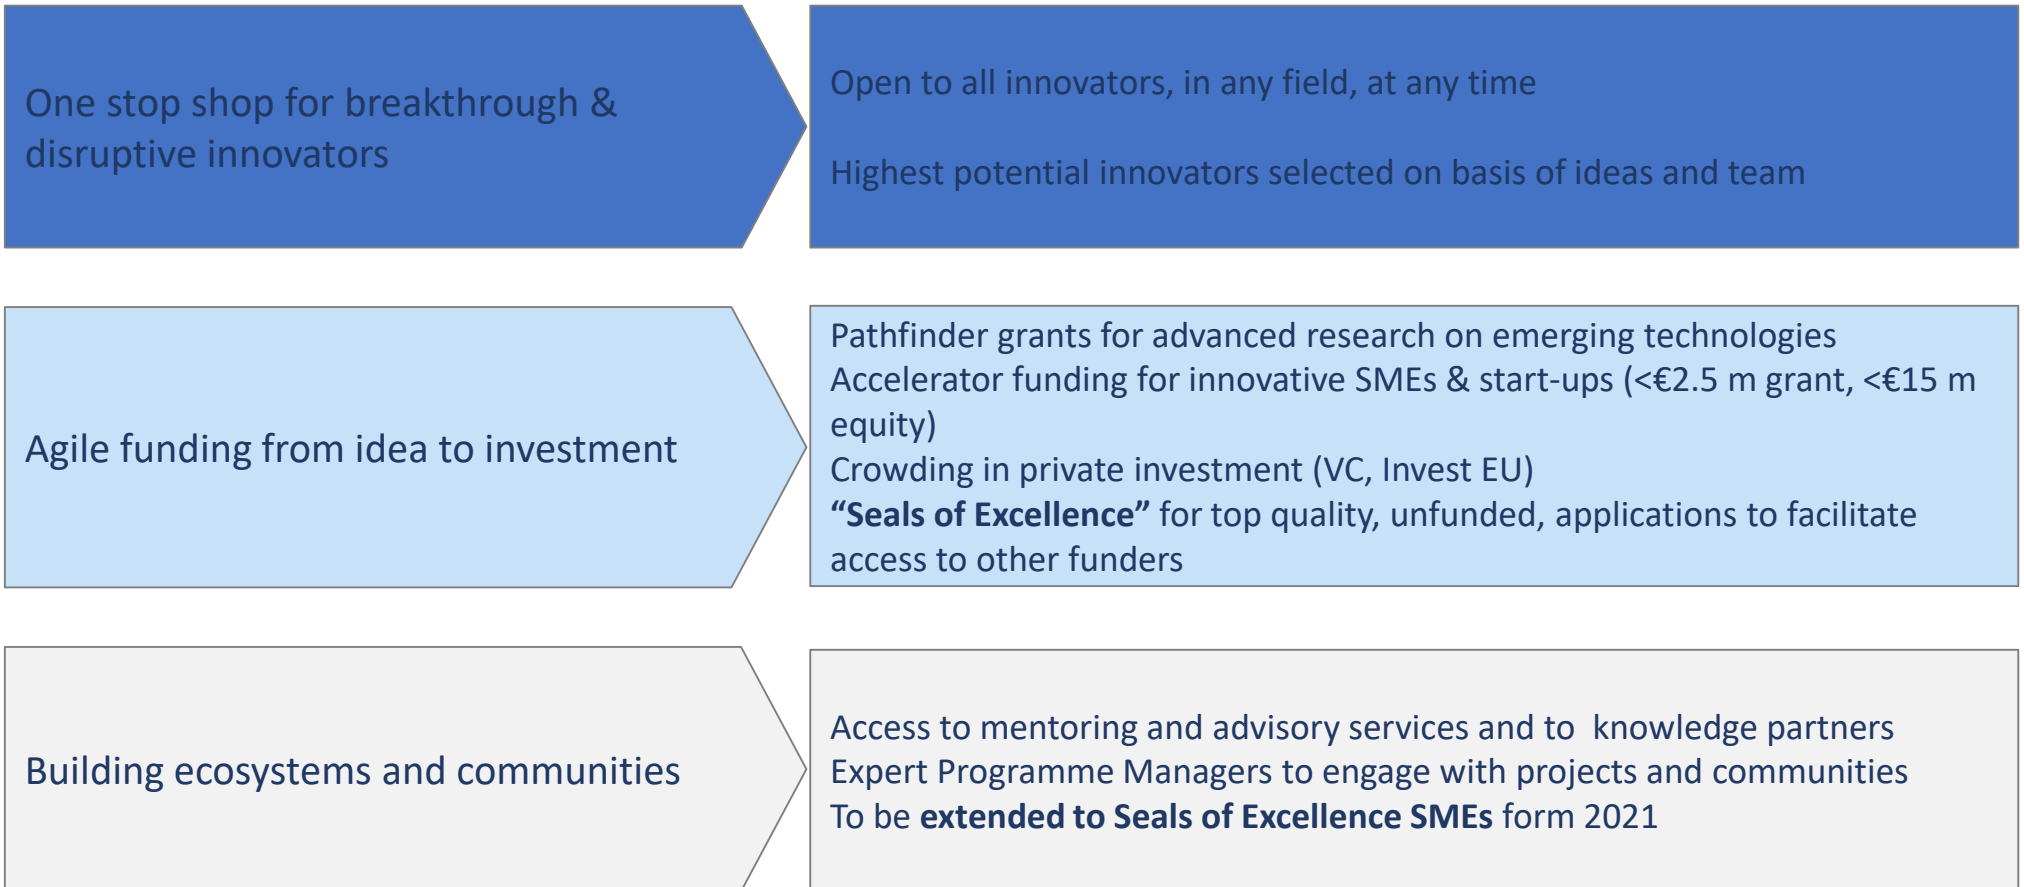 One stop shop for breakthrough &
disruptive innovators
Open to all innovators, in any field, at any time
Highest potential innovators selected on basis of ideas and team
Agile funding from idea to investment
Pathfinder grants for advanced research on emerging technologies
Accelerator funding for innovative SMEs & start-ups (<€2.5 m grant, <€15 m
equity)
Crowding in private investment (VC, Invest EU)
“Seals of Excellence” for top quality, unfunded, applications to facilitate
access to other funders
Building ecosystems and communities
Access to mentoring and advisory services and to  knowledge partners
Expert Programme Managers to engage with projects and communities
To be extended to Seals of Excellence SMEs form 2021